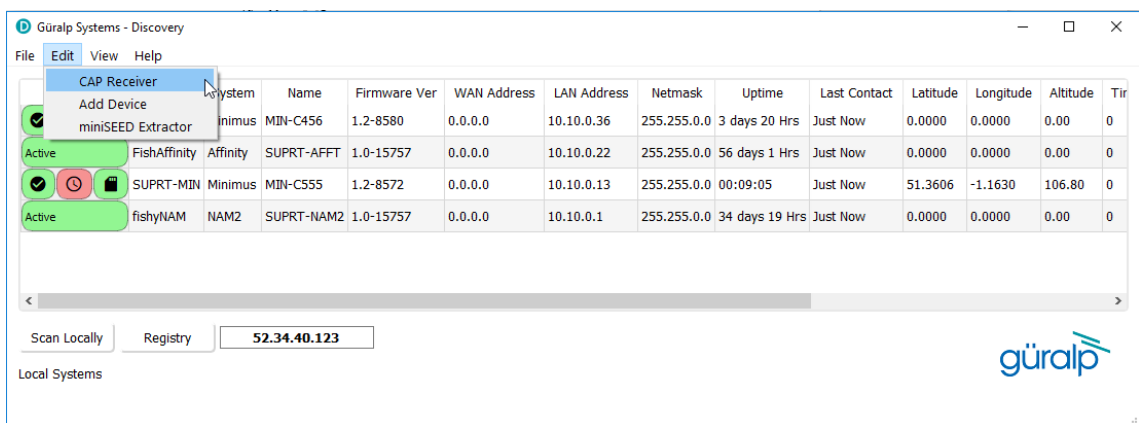 Güralp Systems - Discovery
File Edit View Help
CAP Receiver
Add Device
miniSEED Extractor
ystem Name Firmware Ver WAN Address LAN Address Netmask Uptime Last Contact Latitude Longitude Altitude Tir
inimus MIN-C456 1.2-8580 0.0.0.0 10.10.0.36 255.255.0.0 3 days 20 Hrs Just Now 0.0000 0.0000 0.00 0
Active FishAffinity Affinity SUPRT-AFFT 1.0-15757 0.0.0.0 10.10.0.22 255.255.0.0 56 days 1 Hrs Just Now 0.0000 0.0000 0.00 0
SUPRT-MIN Minimus MIN-C555 1.2-8572 0.0.0.0 10.10.0.13 255.255.0.0 00:09:05 Just Now 51.3606 -1.1630 106.80 0
Active fishyNAM NAM2 SUPRT-NAM2 1.0-15757 0.0.0.0 10.10.0.1 255.255.0.0 34 days 19 Hrs Just Now 0.0000 0.0000 0.00 0
Scan Locally Registry 52.34.40.123
güralp
Local Systems